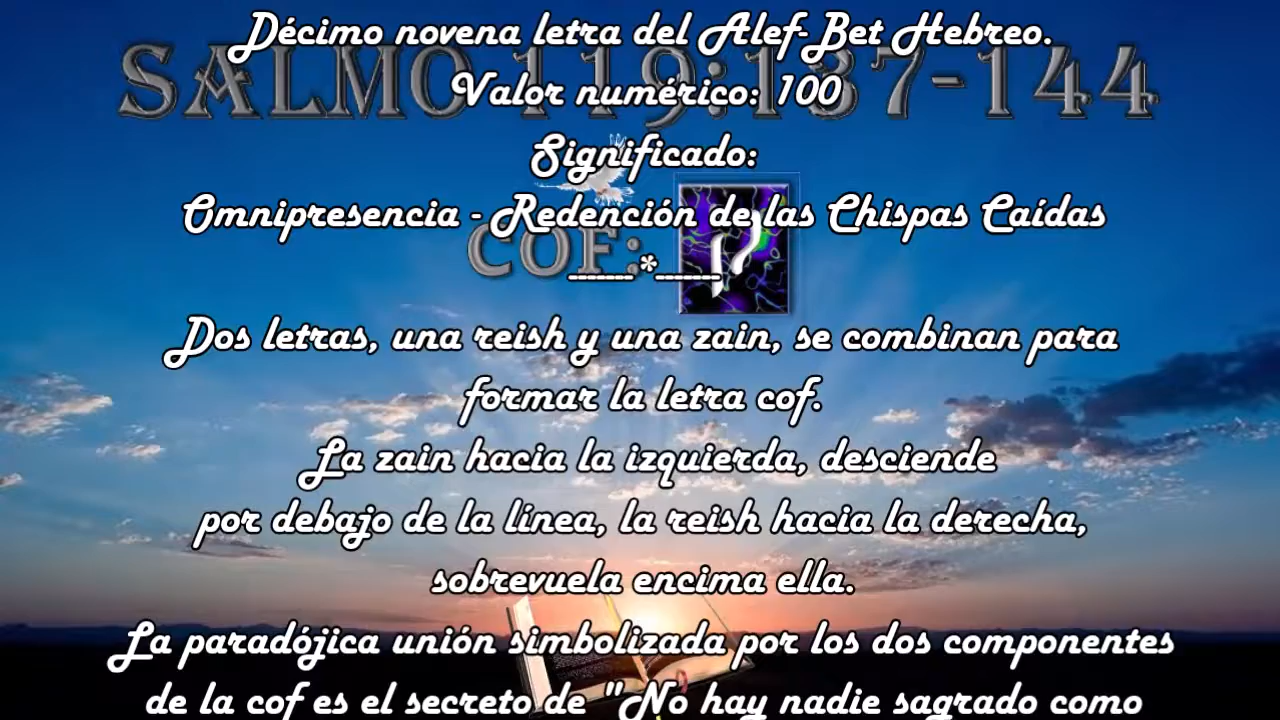 Décimo novena letra del Alef-Bet Hebreo.
SALMO 119:137-144
Valor numérico: 100
Significado:
Omnipresencia - Redención de las Chispas Caídas
COF: ק
-------*-------
Dos letras, una reish y una zain, se combinan para
formar la letra cof.
La zain hacia la izquierda, desciende
por debajo de la línea, la reish hacia la derecha,
sobrevuela encima ella.
La paradójica unión simbolizada por los dos componentes
de la cof es el secreto de "No hay nadie sagrado como